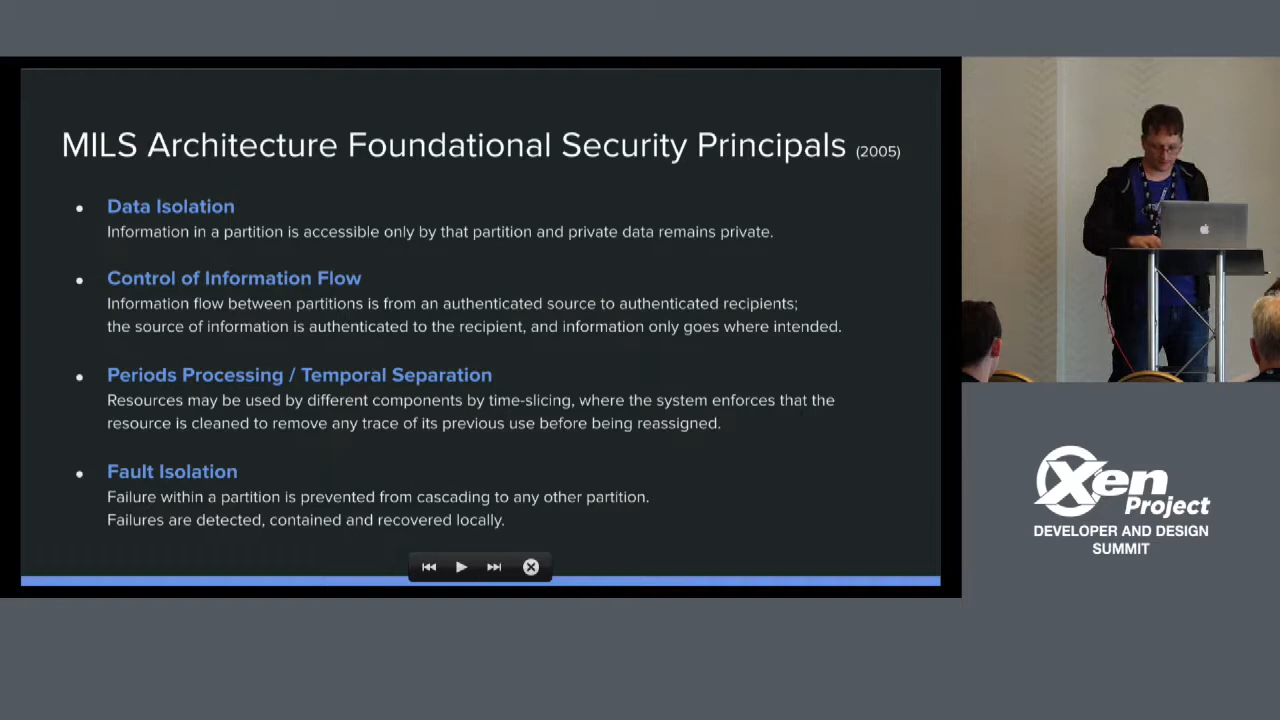 MILS Architecture Foundational Security Principals (2005)
• Data Isolation
Information in a partition is accessible only by that partition and private data remains private.
• Control of Information Flow
Information flow between partitions is from an authenticated source to authenticated recipients;
the source of information is authenticated to the recipient, and information only goes where intended.
• Periods Processing / Temporal Separation
Resources may be used by different components by time-slicing, where the system enforces that the
resource is cleaned to remove any trace of its previous use before being reassigned.
• Fault Isolation
Failure within a partition is prevented from cascading to any other partition.
Failures are detected, contained and recovered locally.
Xen
Project
DEVELOPER AND DESIGN
SUMMIT